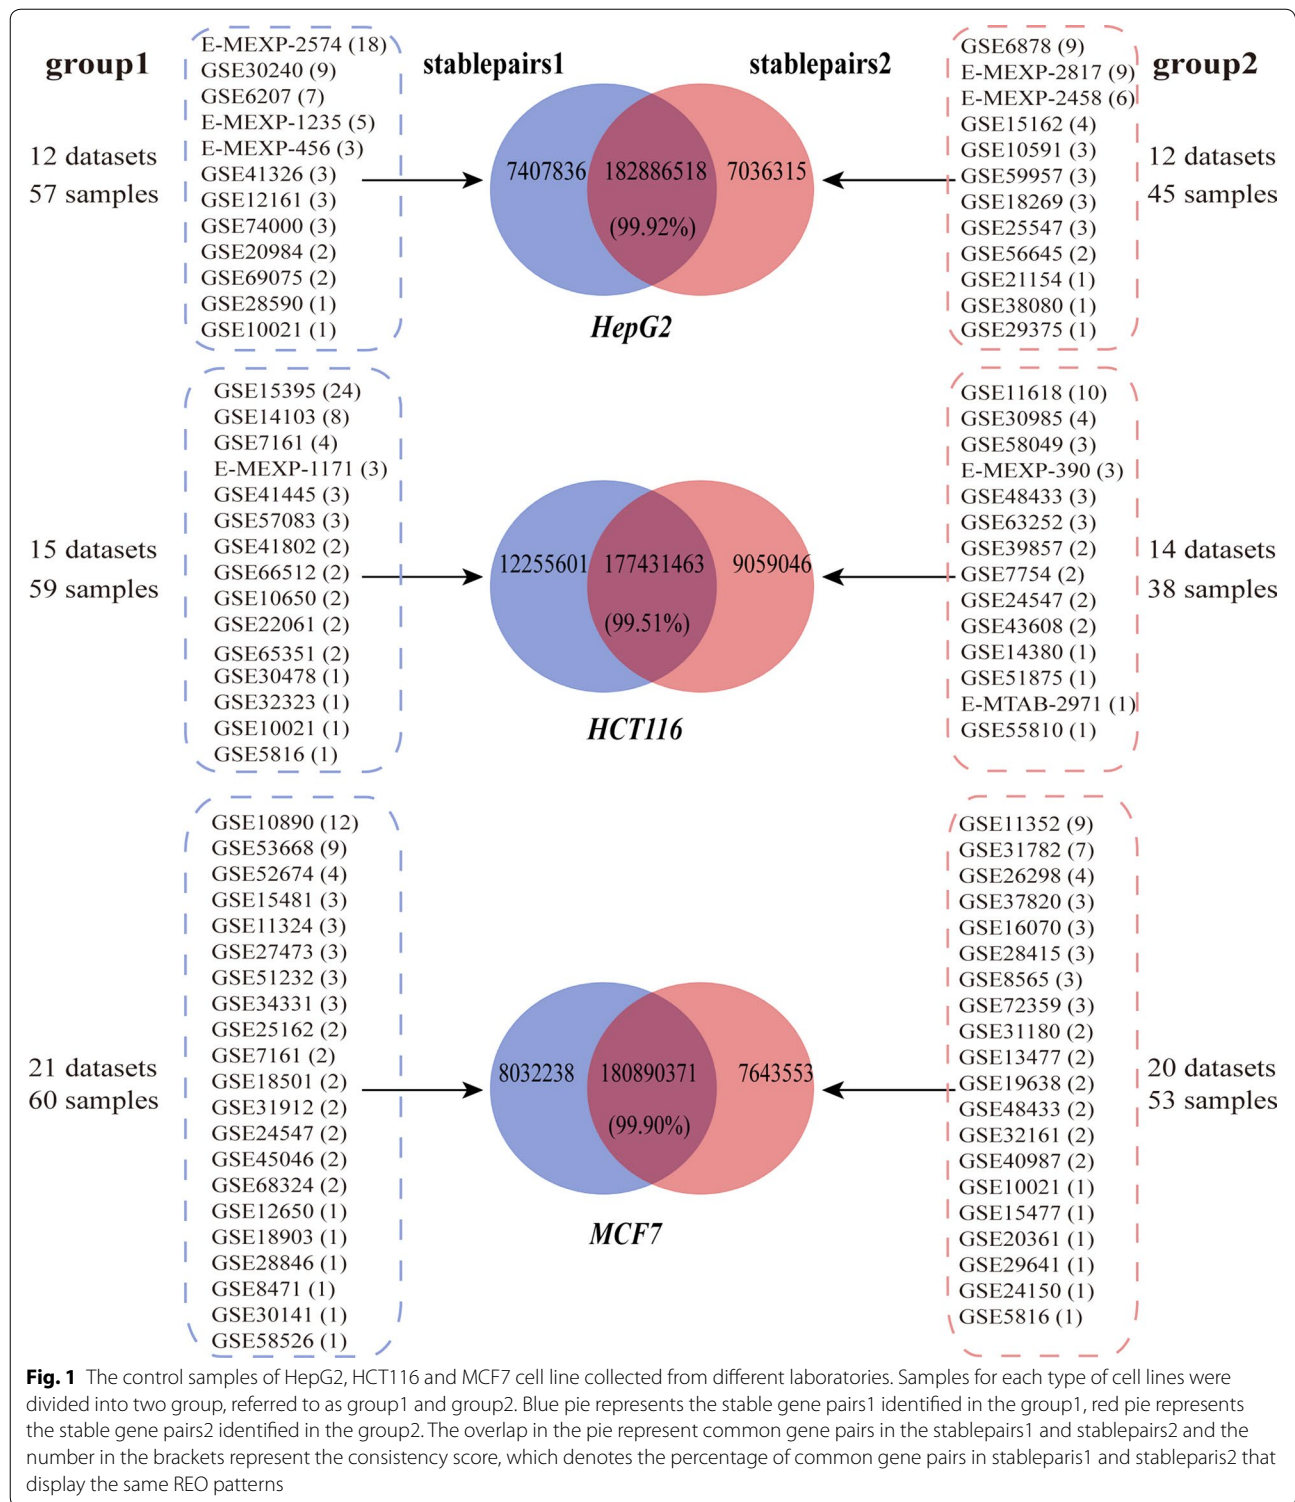 group1
E-MEXP-2574 (18)
GSE30240 (9)
GSE6207 (7)
E-MEXP-1235 (5)
E-MEXP-456 (3)
GSE41326 (3)
GSE12161 (3)
GSE74000 (3)
GSE20984 (2)
GSE69075 (2)
GSE28590 (1)
GSE10021 (1)
12 datasets
57 samples
stablepairs1
stablepairs2
7407836
182886518
(99.92%)
7036315
HepG2
GSE6878 (9)
E-MEXP-2817 (9)
E-MEXP-2458 (6)
GSE15162 (4)
GSE10591 (3)
GSE59957 (3)
GSE18269 (3)
GSE25547 (3)
GSE56645 (2)
GSE21154 (1)
GSE38080 (1)
GSE29375 (1)
group2
12 datasets
45 samples
15 datasets
59 samples
GSE15395 (24)
GSE14103 (8)
GSE7161 (4)
E-MEXP-1171 (3)
GSE41445 (3)
GSE57083 (3)
GSE41802 (2)
GSE66512 (2)
GSE10650 (2)
GSE22061 (2)
GSE65351 (2)
GSE30478 (1)
GSE32323 (1)
GSE10021 (1)
GSE5816 (1)
12255601
177431463
(99.51%)
9059046
HCT116
GSE11618 (10)
GSE30985 (4)
GSE58049 (3)
E-MEXP-390 (3)
GSE48433 (3)
GSE63252 (3)
GSE39857 (2)
GSE7754 (2)
GSE24547 (2)
GSE43608 (2)
GSE14380 (1)
GSE51875 (1)
E-MTAB-2971 (1)
GSE55810 (1)
14 datasets
38 samples
21 datasets
60 samples
GSE10890 (12)
GSE53668 (9)
GSE52674 (4)
GSE15481 (3)
GSE11324 (3)
GSE27473 (3)
GSE51232 (3)
GSE34331 (3)
GSE25162 (2)
GSE7161 (2)
GSE18501 (2)
GSE31912 (2)
GSE24547 (2)
GSE45046 (2)
GSE68324 (2)
GSE12650 (1)
GSE18903 (1)
GSE28846 (1)
GSE8471 (1)
GSE30141 (1)
GSE58526 (1)
8032238
180890371
(99.90%)
7643553
MCF7
GSE11352 (9)
GSE31782 (7)
GSE26298 (4)
GSE37820 (3)
GSE16070 (3)
GSE28415 (3)
GSE8565 (3)
GSE72359 (3)
GSE31180 (2)
GSE13477 (2)
GSE19638 (2)
GSE48433 (2)
GSE32161 (2)
GSE40987 (2)
GSE10021 (1)
GSE15477 (1)
GSE20361 (1)
GSE29641 (1)
GSE24150 (1)
GSE5816 (1)
20 datasets
53 samples
Fig. 1 The control samples of HepG2, HCT116 and MCF7 cell line collected from different laboratories. Samples for each type of cell lines were
divided into two group, referred to as group1 and group2. Blue pie represents the stable gene pairs1 identified in the group1, red pie represents
the stable gene pairs2 identified in the group2. The overlap in the pie represent common gene pairs in the stablepairs1 and stablepairs2 and the
number in the brackets represent the consistency score, which denotes the percentage of common gene pairs in stableparis1 and stableparis2 that
display the same REO patterns